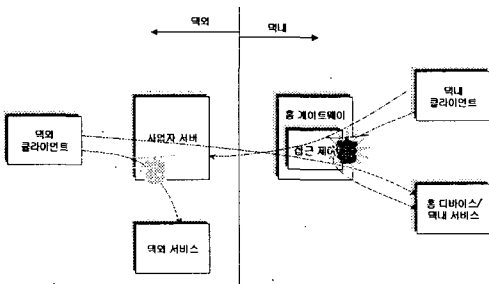 댁외
댁내
댁외
클라이언트
사업자 서버
홈 게이트웨이
접근 제어
댁내
클라이언트
홈 디바이스/
댁내 서비스
댁외 서비스